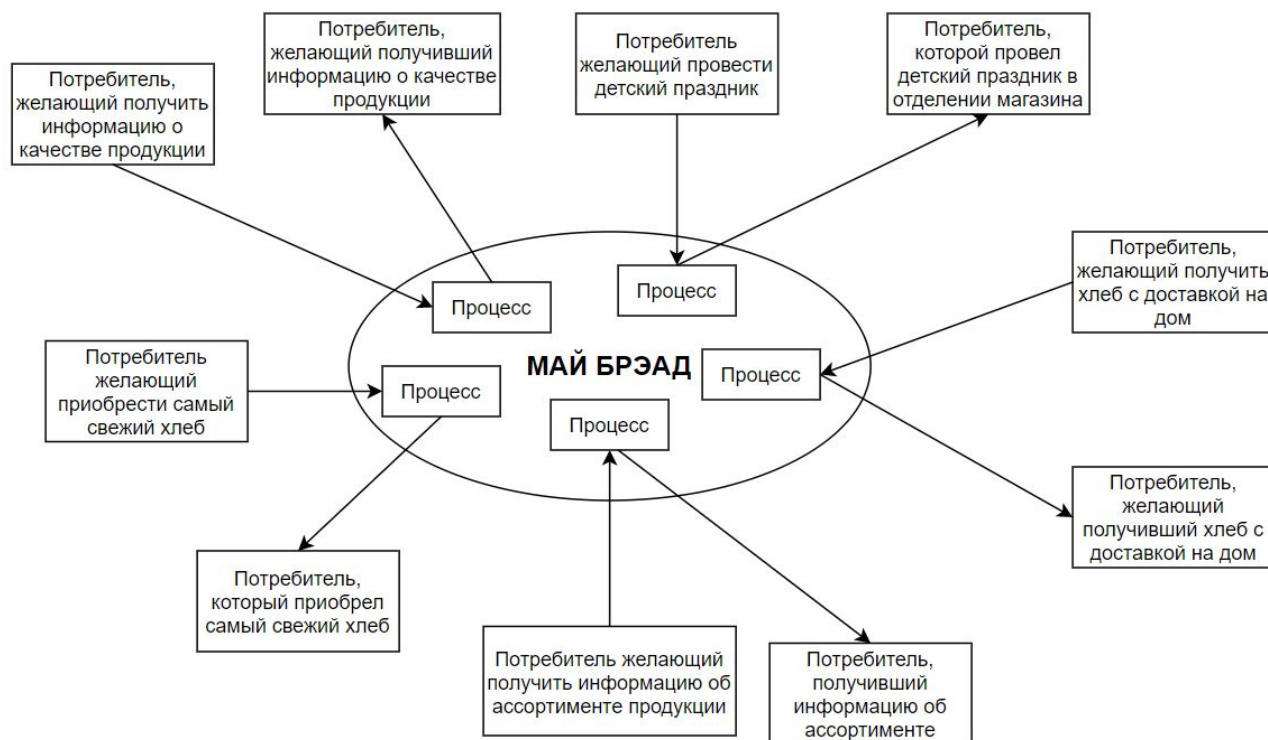 Потребитель,
желающий получить
информацию о
качестве продукции
Потребитель,
желающий получивший
информацию о качестве
продукции
Потребитель
желающий провести
детский праздник
Потребитель,
которой провел
детский праздник в
отделении магазина
Потребитель,
желающий получить
хлеб с доставкой на
дом
Процесс
Процесс
МАЙ БРЭАД
Процесс
Процесс
Процесс
Потребитель
желающий
приобрести самый
свежий хлеб
Потребитель,
желающий
получивший хлеб с
доставкой на дом
Потребитель,
который приобрел
самый свежий хлеб
Потребитель желающий
получить информацию об
ассортименте продукции
Потребитель,
получивший
информацию об
ассортименте